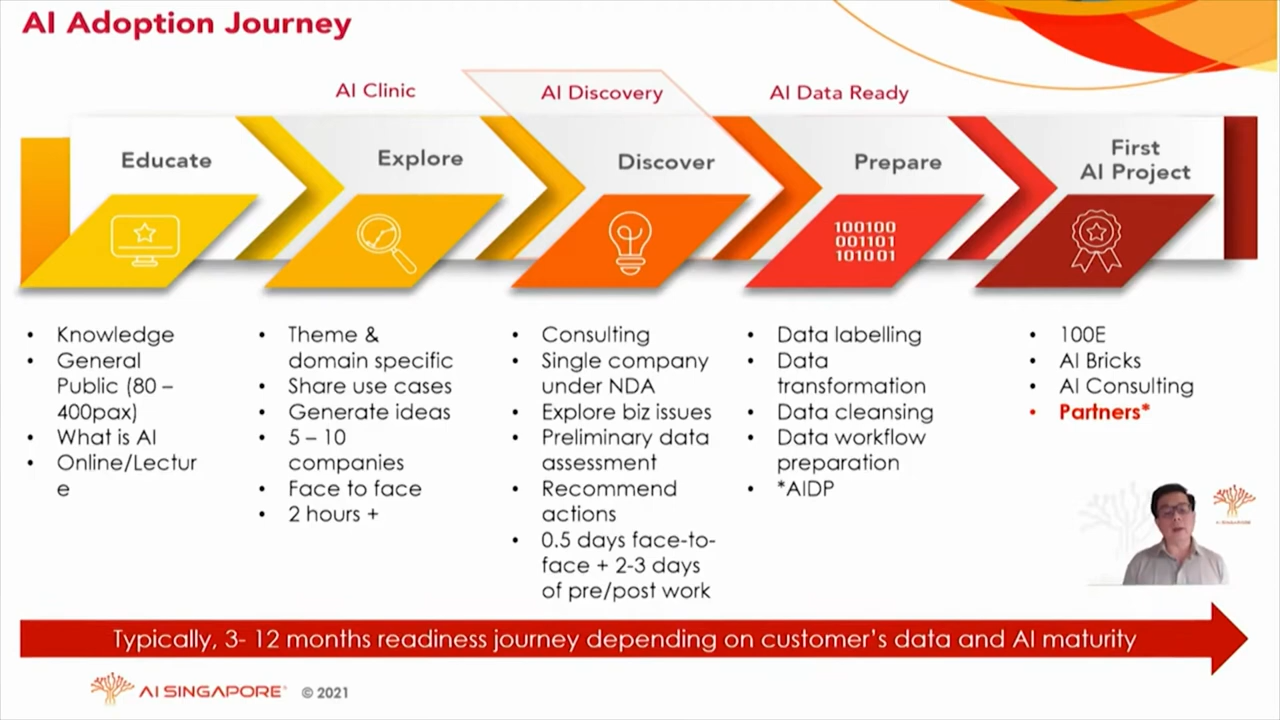 AI Adoption Journey
AI Clinic
AI Discovery
AI Data Ready
Educate
Explore
Discover
Prepare
First
AI Project
100100
001101
101001
• Knowledge
• General
Public (80 –
400pax)
• What is AI
• Online/Lectur
e
• Theme &
domain specific
• Share use cases
• Generate ideas
• 5 – 10
companies
• Face to face
• 2 hours +
• Consulting
• Single company
under NDA
• Explore biz issues
• Preliminary data
assessment
• Recommend
actions
• 0.5 days face-to-
face + 2-3 days
of pre/post work
• Data labelling
• Data
transformation
• Data cleansing
• Data workflow
preparation
• *AIDP
• 100E
• AI Bricks
• AI Consulting
• Partners*
AI SINGAPORE
Typically, 3- 12 months readiness journey depending on customer's data and AI maturity
AI SINGAPORE® © 2021